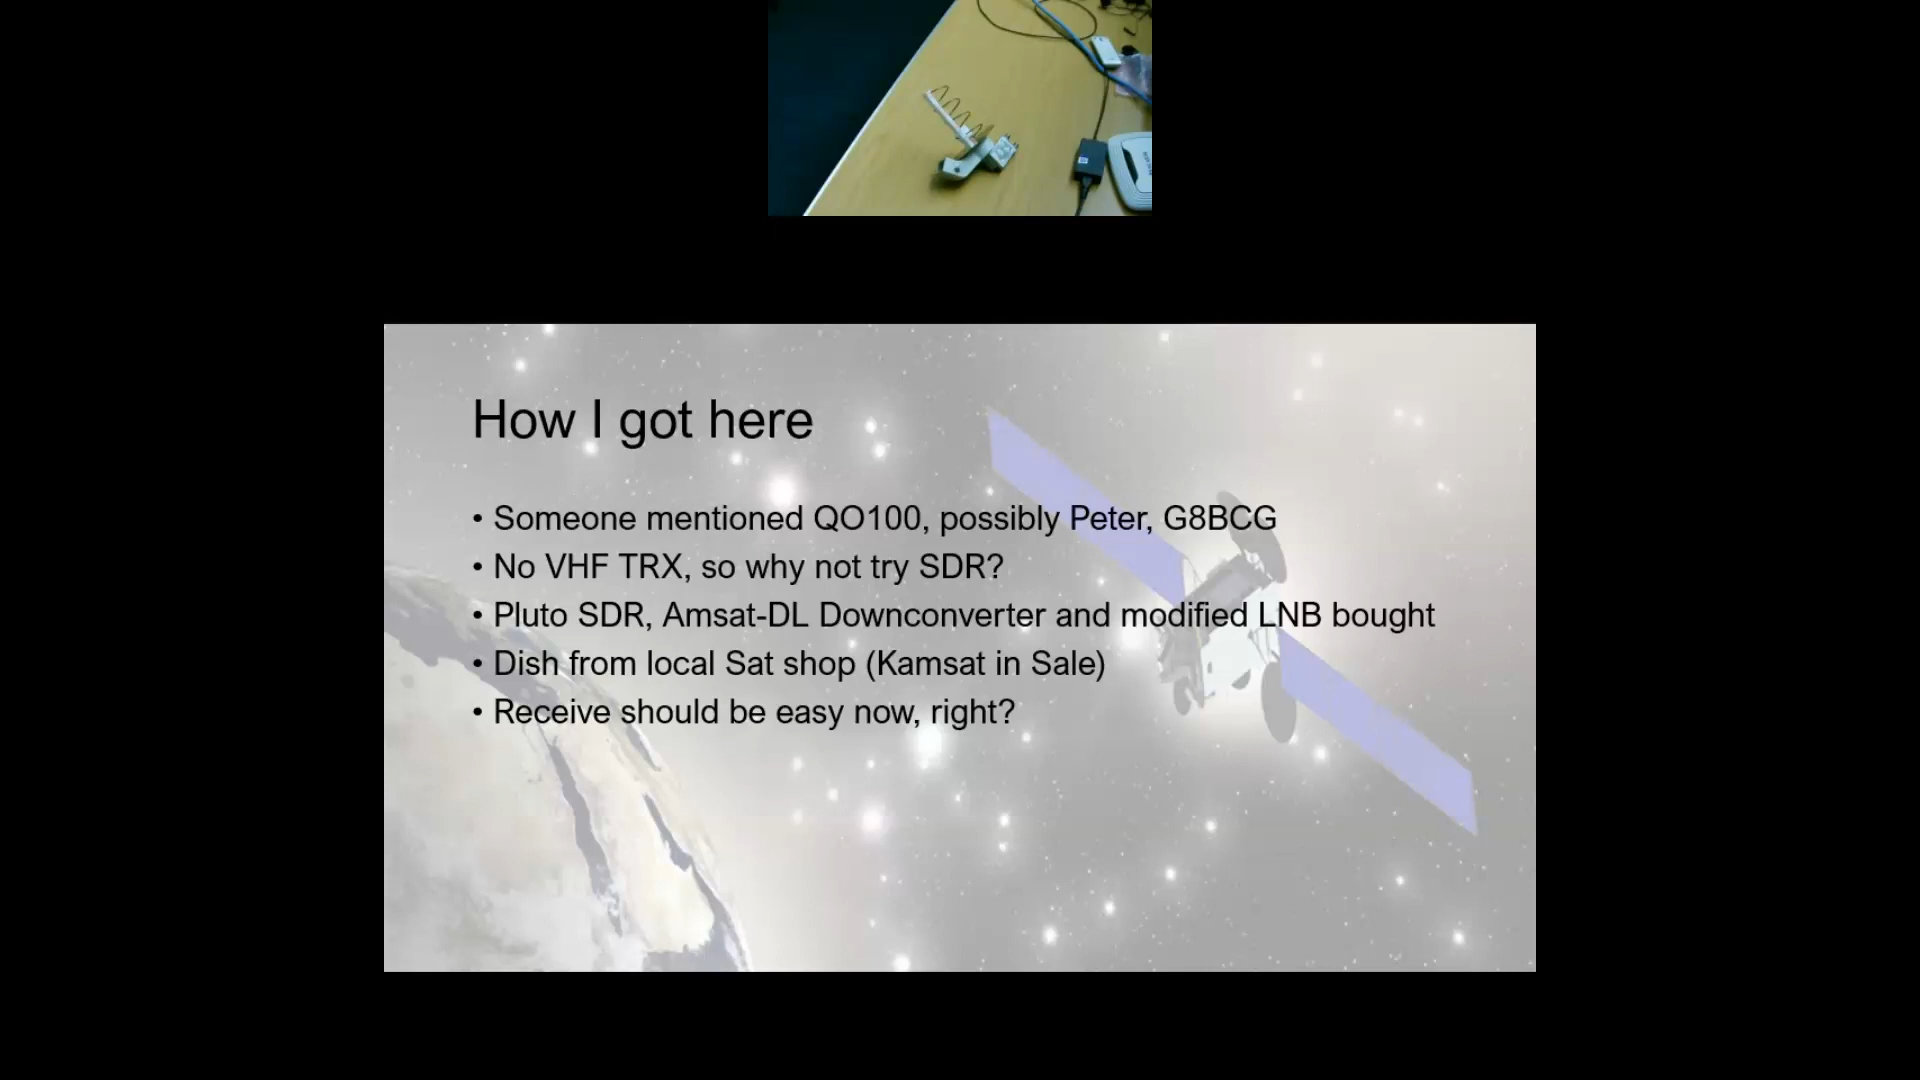 How I got here
• Someone mentioned QO100, possibly Peter, G8BCG
• No VHF TRX, so why not try SDR?
• Pluto SDR, Amsat-DL Downconverter and modified LNB bought
• Dish from local Sat shop (Kamsat in Sale)
• Receive should be easy now, right?